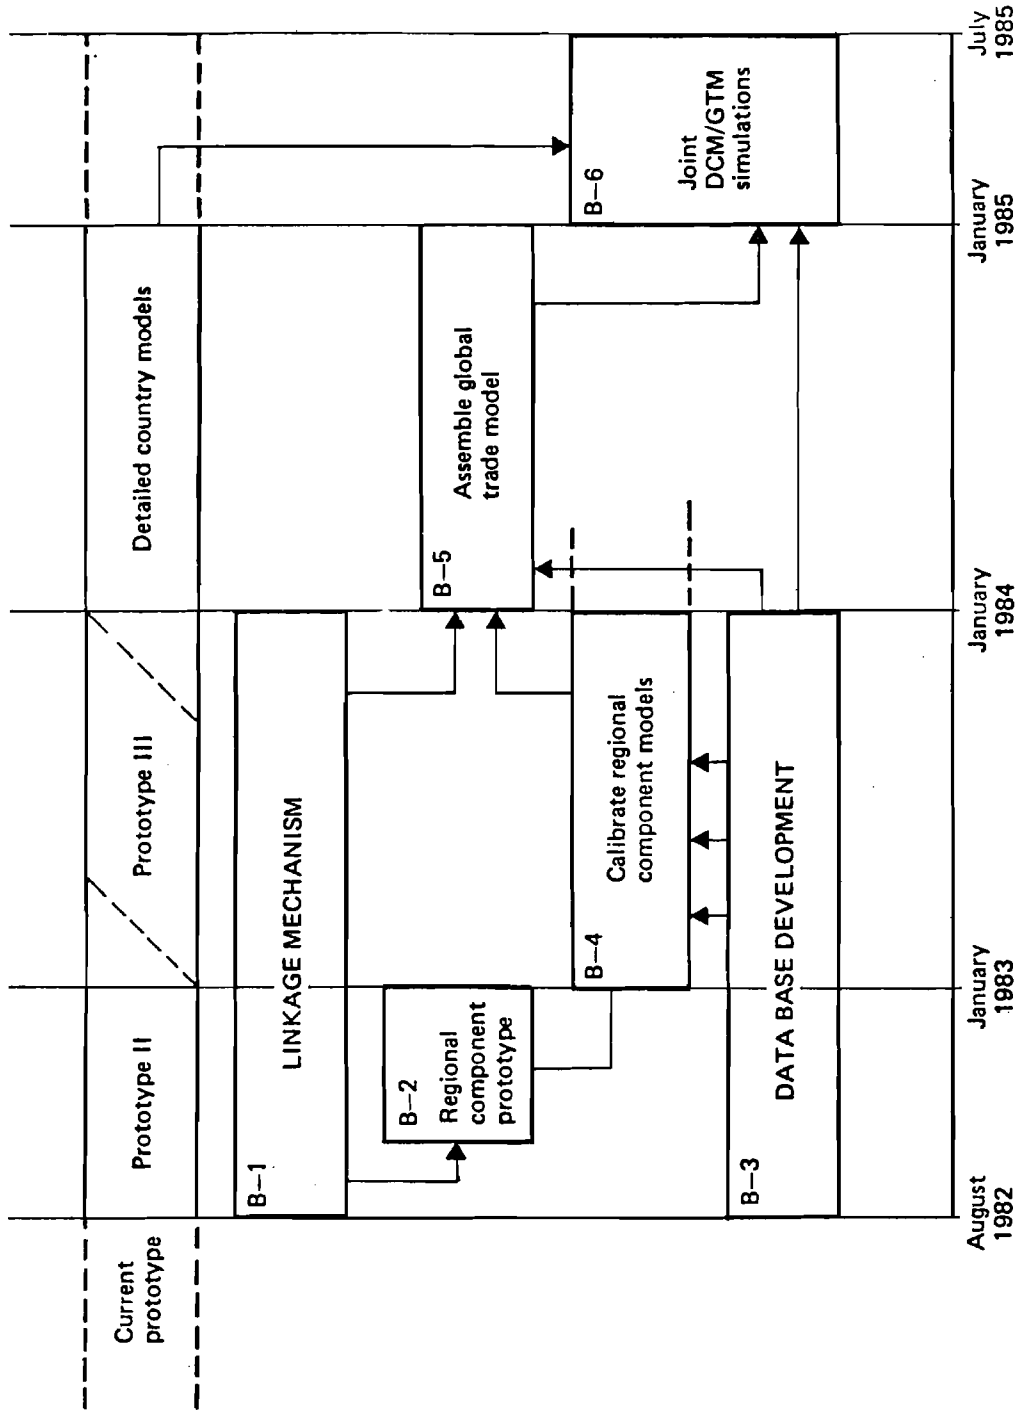 Current
prototype
Prototype II
Prototype III
Detailed country models
B–1
LINKAGE MECHANISM
B–2
Regional
component
prototype
B–5
Assemble global
trade model
B–4
Calibrate regional
component models
B–6
Joint
DCM/GTM
simulations
B–3
DATA BASE DEVELOPMENT
August
1982
January
1983
January
1984
January
1985
July
1985